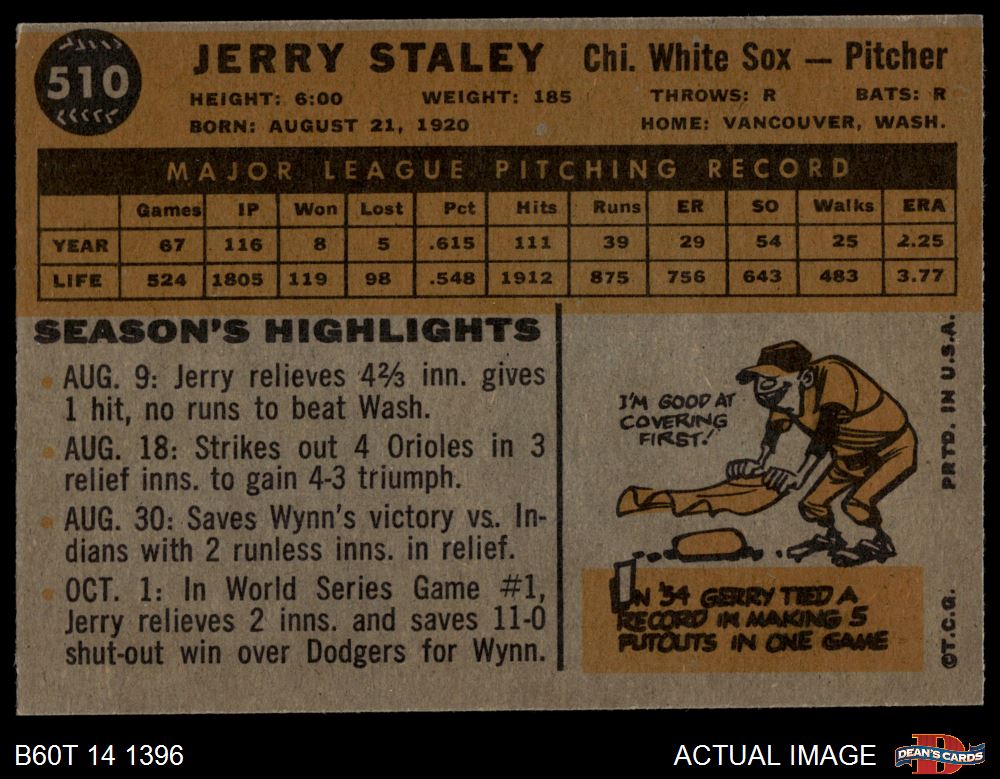 510
JERRY STALEY Chi. White Sox — Pitcher
HEIGHT: 6:00 WEIGHT: 185 THROWS: R BATS: R
BORN: AUGUST 21, 1920 HOME: VANCOUVER, WASH.
MAJOR LEAGUE PITCHING RECORD
Games IP Won Lost Pct Hits Runs ER SO Walks ERA
YEAR 67 116 8 5 .615 111 39 29 54 25 2.25
LIFE 524 1805 119 98 .548 1912 875 756 643 483 3.77
SEASON'S HIGHLIGHTS
AUG. 9: Jerry relieves 4⅔ inn. gives
1 hit, no runs to beat Wash.
AUG. 18: Strikes out 4 Orioles in 3
relief inns. to gain 4-3 triumph.
AUG. 30: Saves Wynn's victory vs. In-
dians with 2 runless inns. in relief.
OCT. 1: In World Series Game #1,
Jerry relieves 2 inns. and saves 11-0
shut-out win over Dodgers for Wynn.
I'M GOOD AT
COVERING
FIRST!
IN '54 GERRY TIED A
RECORD IN MAKING 5
PUTOUTS IN ONE GAME
©T.C.G. PRTD. IN U.S.A.
B60T 14 1396 ACTUAL IMAGE
DEAN'S CARDS